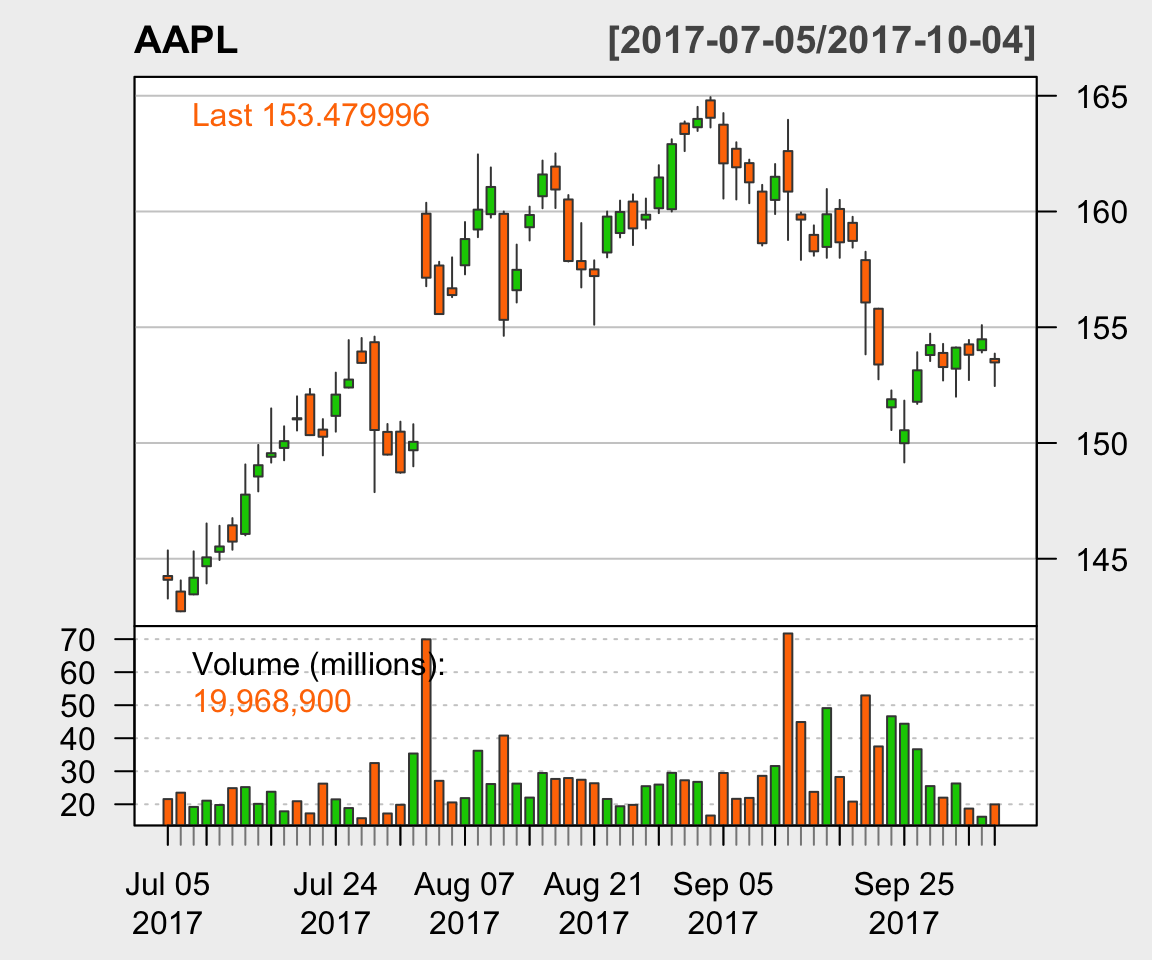 AAPL [2017-07-05/2017-10-04]
Last 153.479996
165
160
155
150
145
Volume (millions):
19,968,900
70
60
50
40
30
20
Jul 05 Jul 24 Aug 07 Aug 21 Sep 05 Sep 25
2017 2017 2017 2017 2017 2017